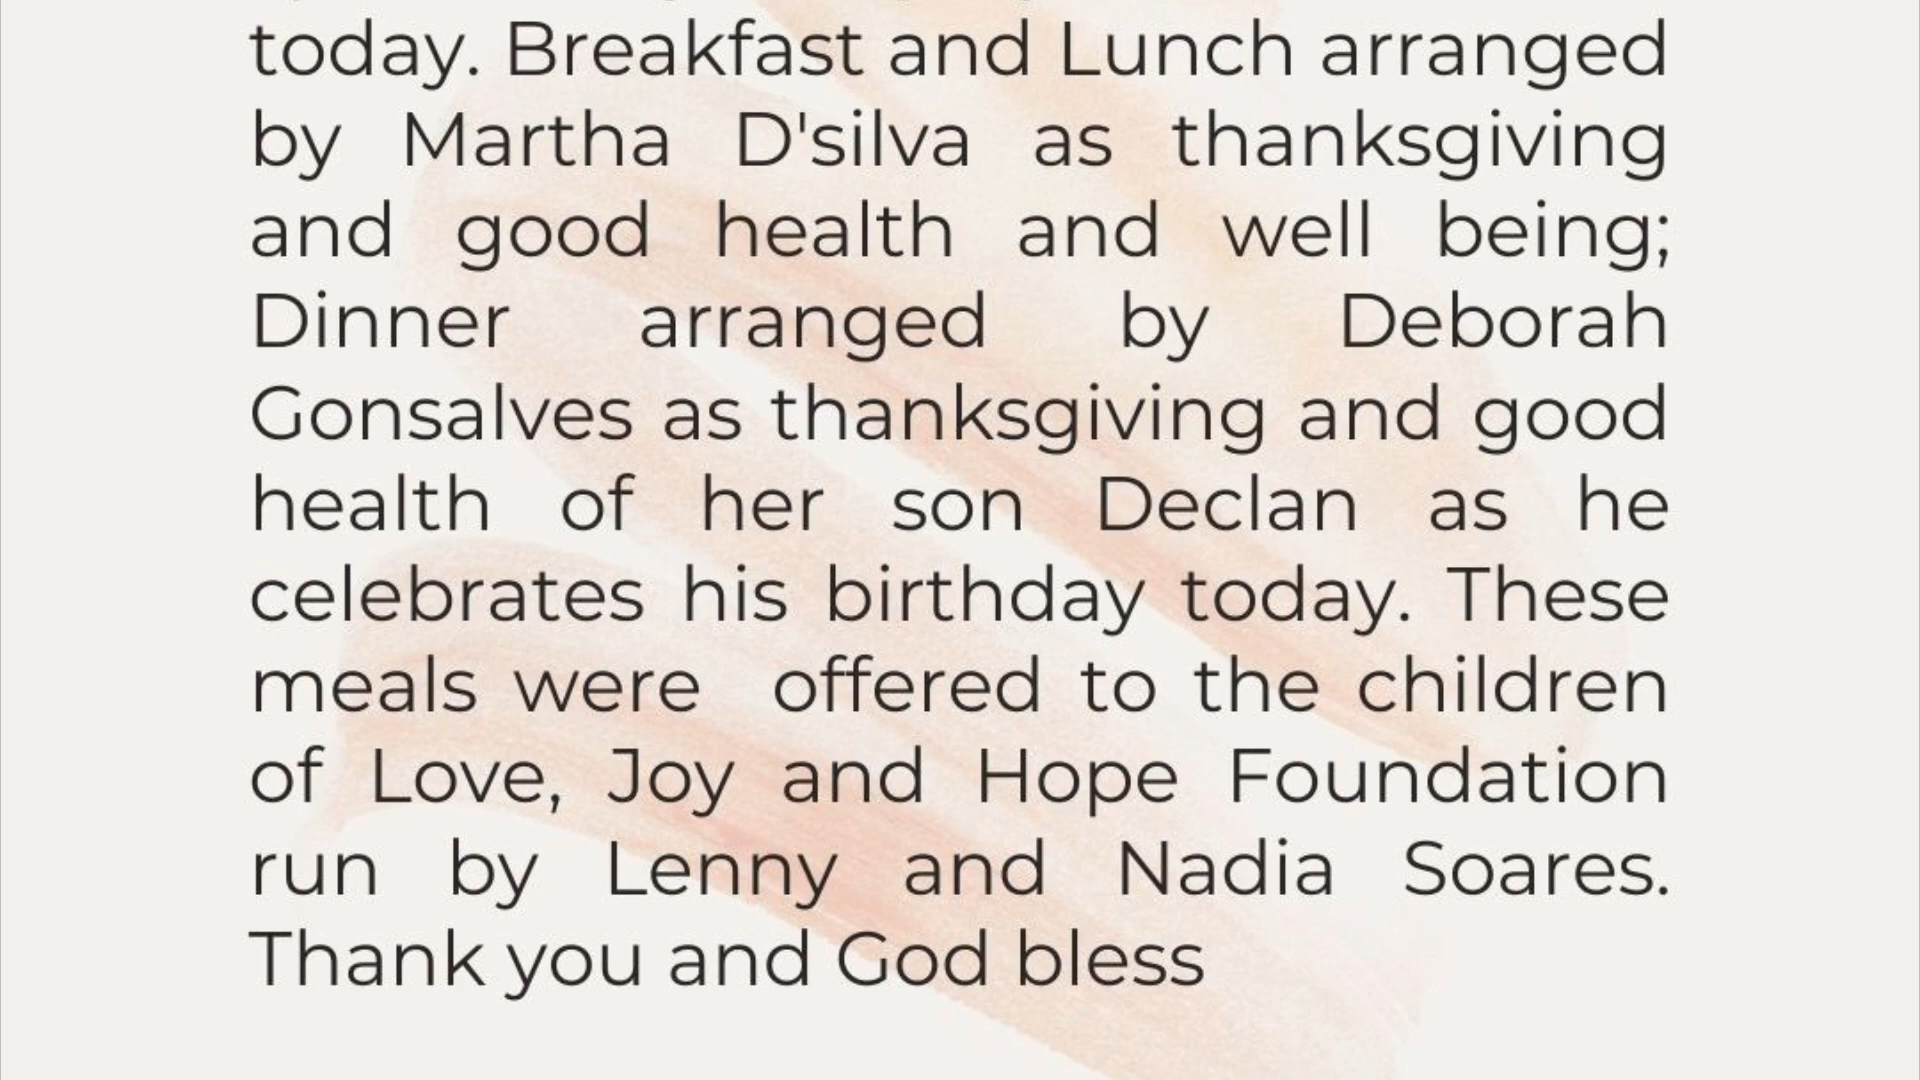 today. Breakfast and Lunch arranged
by Martha D'silva as thanksgiving
and good health and well being;
Dinner arranged by Deborah
Gonsalves as thanksgiving and good
health of her son Declan as he
celebrates his birthday today. These
meals were offered to the children
of Love, Joy and Hope Foundation
run by Lenny and Nadia Soares.
Thank you and God bless